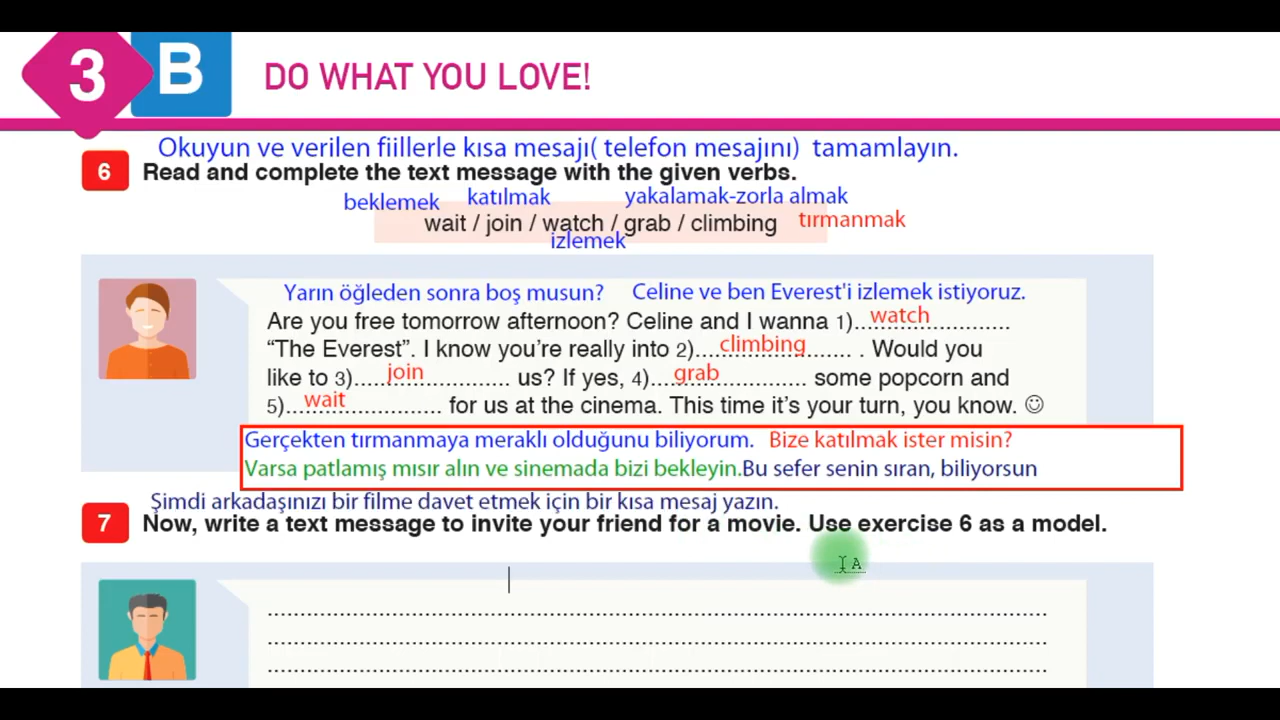 3 B DO WHAT YOU LOVE!
Okuyun ve verilen fiillerle kısa mesajı( telefon mesajını) tamamlayın.
6 Read and complete the text message with the given verbs.
beklemek katılmak yakalamak-zorla almak
wait / join / watch / grab / climbing tırmanmak
izlemek
Yarın öğleden sonra boş musun? Celine ve ben Everest'i izlemek istiyoruz.
Are you free tomorrow afternoon? Celine and I wanna 1)...watch.............
“The Everest”. I know you’re really into 2)....climbing....... . Would you
like to 3).....join............. us? If yes, 4)...grab.............. some popcorn and
5)...wait............... for us at the cinema. This time it’s your turn, you know. ☺
Gerçekten tırmanmaya meraklı olduğunu biliyorum. Bize katılmak ister misin?
Varsa patlamış mısır alın ve sinemada bizi bekleyin.Bu sefer senin sıran, biliyorsun
Şimdi arkadaşınızı bir filme davet etmek için bir kısa mesaj yazın.
7 Now, write a text message to invite your friend for a movie. Use exercise 6 as a model.
A